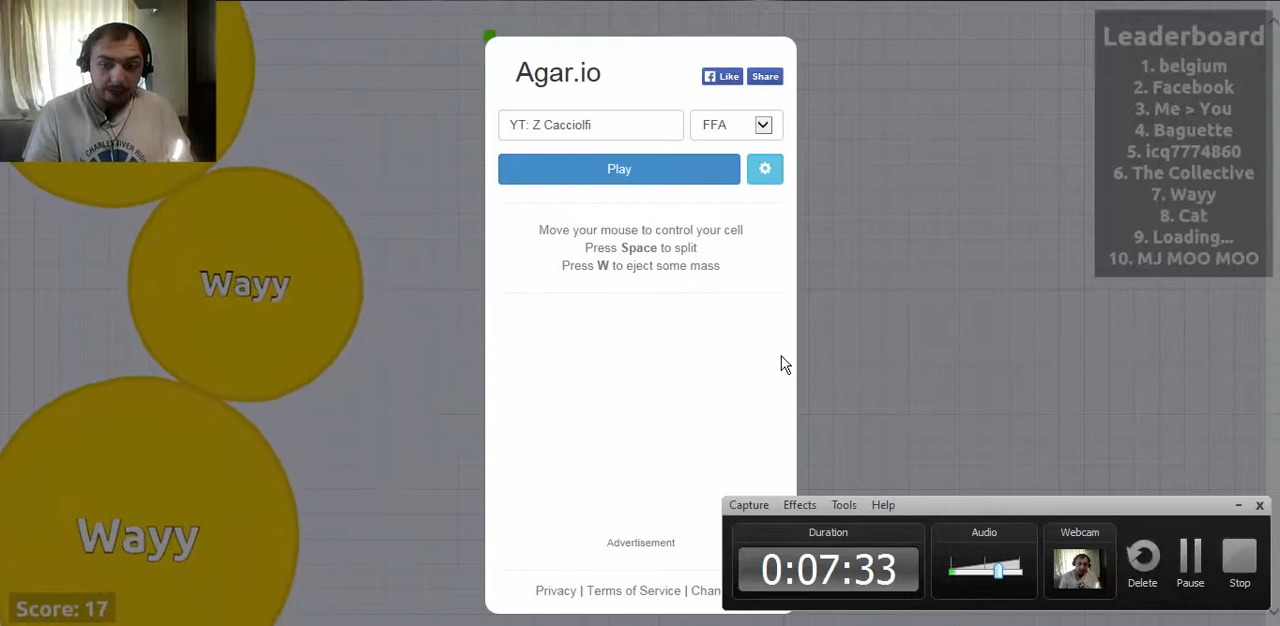 Agar.io
Like
Share
YT: Z Cacciolfi
FFA
Play
Move your mouse to control your cell
Press Space to split
Press W to eject some mass
Advertisement
Privacy | Terms of Service | Chan
Leaderboard
1. belgium
2. Facebook
3. Me > You
4. Baguette
5. icq7774860
6. The Collective
7. Wayy
8. Cat
9. Loading...
10. MJ MOO MOO
Wayy
Wayy
Score: 17
Capture Effects Tools Help
Duration
0:07:33
Audio
Webcam
Delete
Pause
Stop